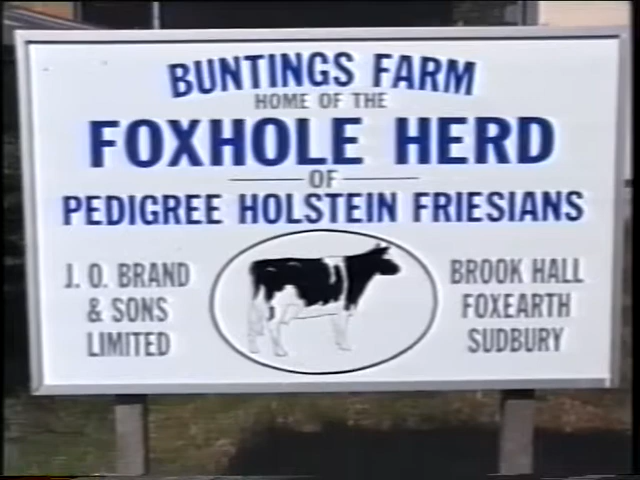 BUNTINGS FARM
HOME OF THE
FOXHOLE HERD
OF
PEDIGREE HOLSTEIN FRIESIANS
J. O. BRAND
& SONS
LIMITED
BROOK HALL
FOXEARTH
SUDBURY